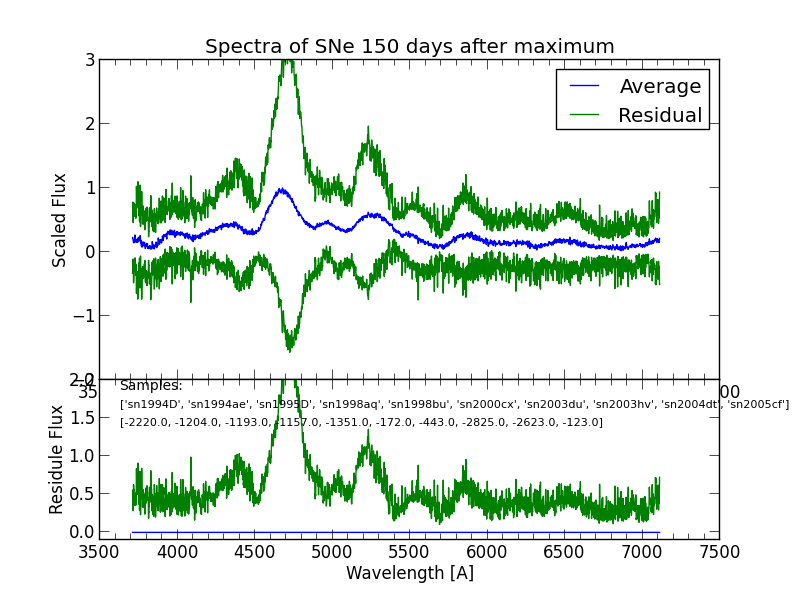 Spectra of SNe 150 days after maximum
3
2
1
0
−1
Scaled Flux
Average
Residual
35
00
2.0
1.5
1.0
0.5
0.0
Residule Flux
Samples:
['sn1994D', 'sn1994ae', 'sn1995D', 'sn1998aq', 'sn1998bu', 'sn2000cx', 'sn2003du', 'sn2003hv', 'sn2004dt', 'sn2005cf']
[-2220.0, -1204.0, -1193.0, -1157.0, -1351.0, -172.0, -443.0, -2825.0, -2623.0, -123.0]
3500 4000 4500 5000 5500 6000 6500 7000 7500
Wavelength [A]